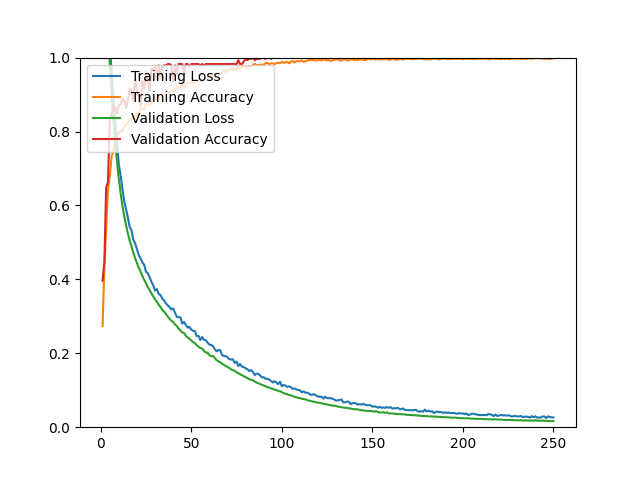 1.0
0.8
0.6
0.4
0.2
0.0
Training Loss
Training Accuracy
Validation Loss
Validation Accuracy
0 50 100 150 200 250